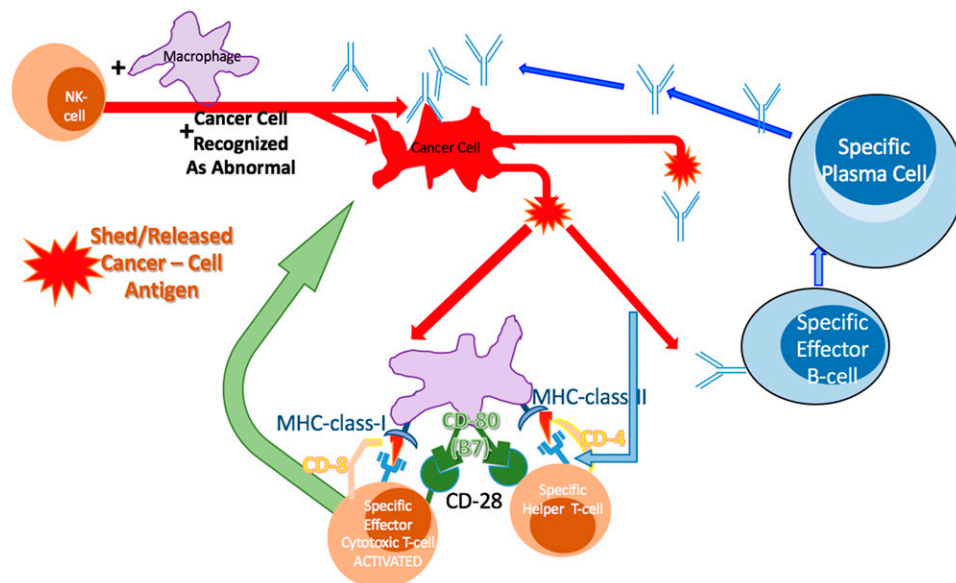 Macrophage
+
NK-
cell
+
Cancer Cell
Recognized
As Abnormal
Cancer Cell
Specific
Plasma Cell
Shed/Released
Cancer – Cell
Antigen
Specific
Effector
B-cell
MHC-class-I
MHC-class-II
CD-80
(B7)
CD-4
CD-8
CD-28
Specific
Effector
Cytotoxic T-cell
ACTIVATED
Specific
Helper T-cell